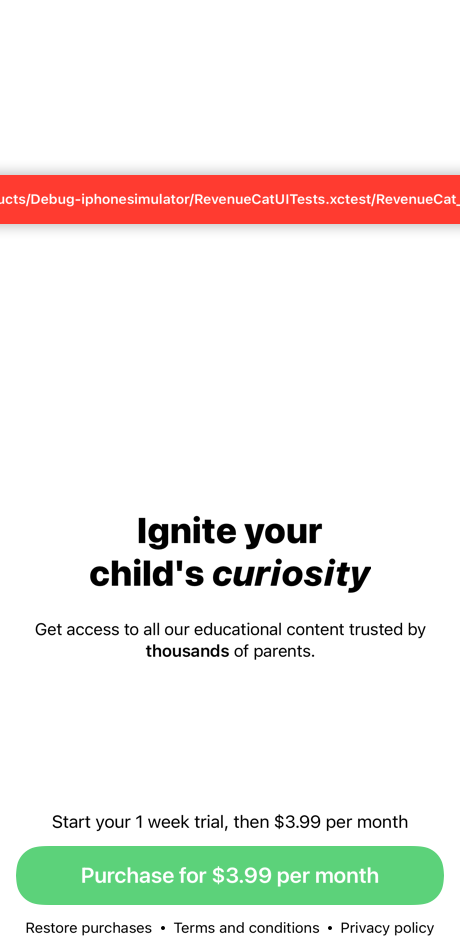 ucts/Debug-iphonesimulator/RevenueCatUITests.xctest/RevenueCat_
Ignite your
child's curiosity
Get access to all our educational content trusted by
thousands of parents.
Start your 1 week trial, then $3.99 per month
Purchase for $3.99 per month
Restore purchases • Terms and conditions • Privacy policy